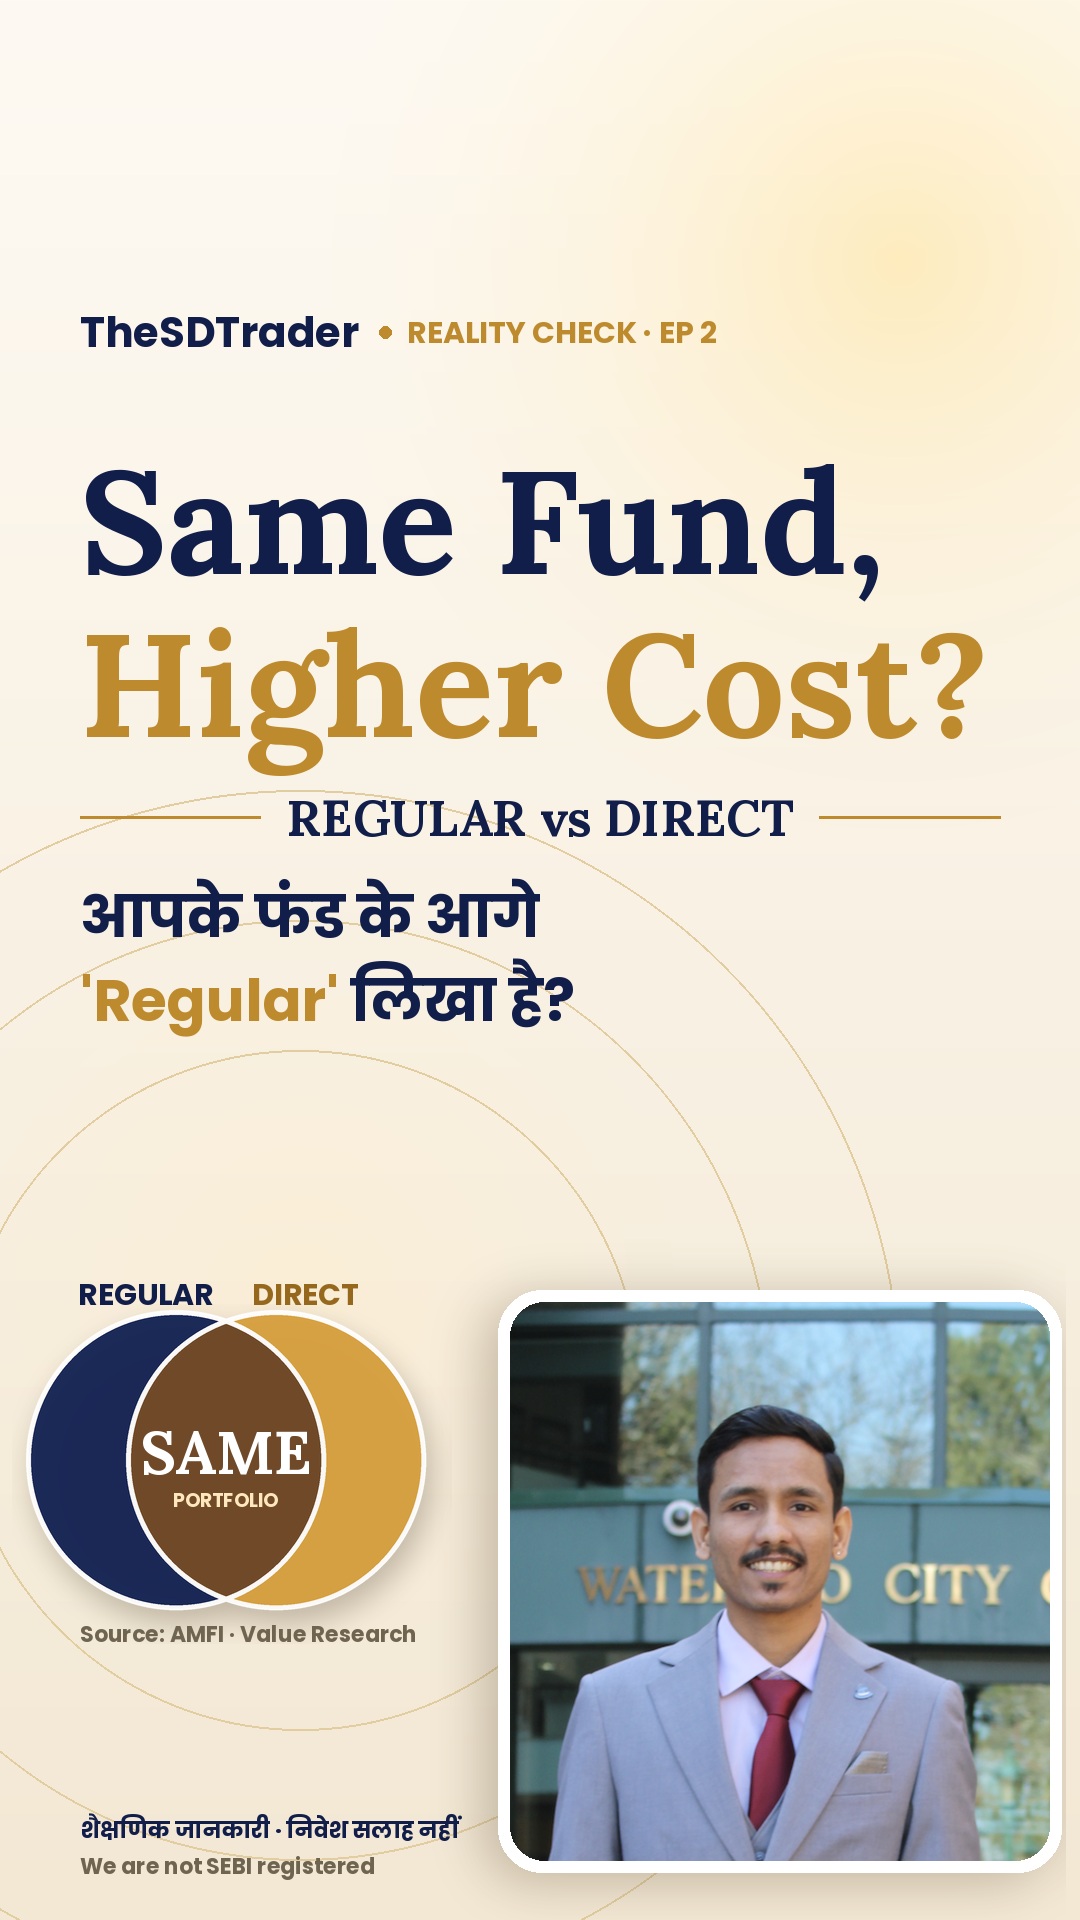 TheSDTrader • REALITY CHECK · EP 2
Same Fund,
Higher Cost?
REGULAR vs DIRECT
आपके फंड के आगे
'Regular' लिखा है?
REGULAR DIRECT
SAME
PORTFOLIO
Source: AMFI · Value Research
CITY
शैक्षणिक जानकारी · निवेश सलाह नहीं
We are not SEBI registered